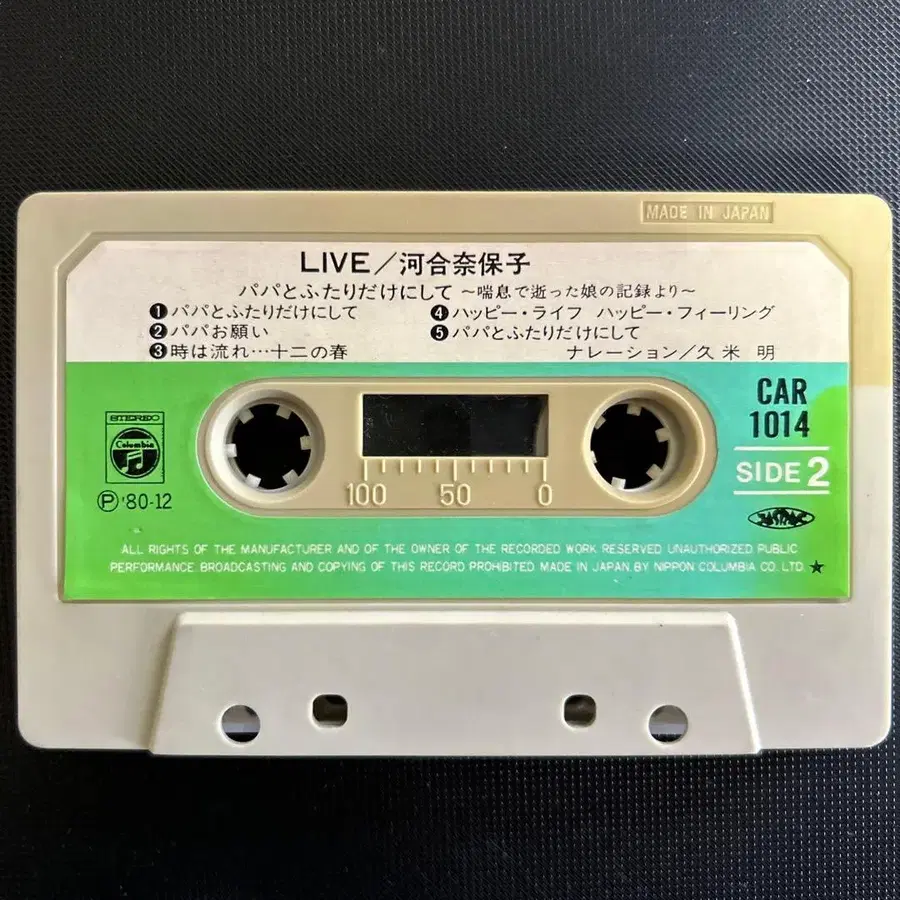 MADE IN JAPAN
LIVE/河合奈保子
パパとふたりだけにして ～喘息で逝った娘の記録より～
❶パパとふたりだけにして
❷パパお願い
❸時は流れ…十二の春
❹ハッピー・ライフ ハッピー・フィーリング
❺パパとふたりだけにして
ナレーション/久米 明
STEREO
Columbia
Ⓟ'80-12
CAR
1014
SIDE 2
JASRAC
100 50 0
ALL RIGHTS OF THE MANUFACTURER AND OF THE OWNER OF THE RECORDED WORK RESERVED UNAUTHORIZED PUBLIC
PERFORMANCE BROADCASTING AND COPYING OF THIS RECORD PROHIBITED MADE IN JAPAN BY NIPPON COLUMBIA CO. LTD. ★